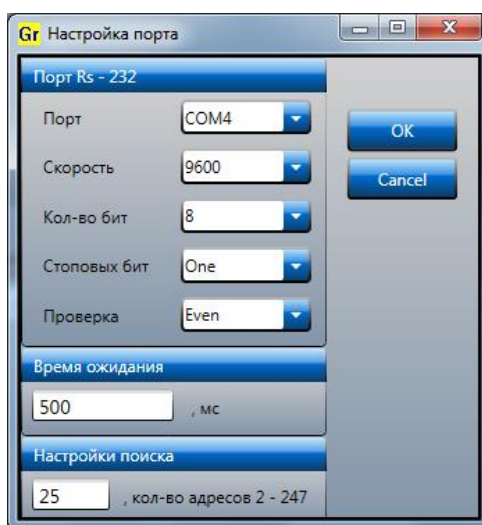 Gr Настройка порта
Порт Rs - 232
Порт COM4
Скорость 9600
Кол-во бит 8
Стоповых бит One
Проверка Even
OK
Cancel
Время ожидания
500 , мс
Настройки поиска
25 , кол-во адресов 2 - 247